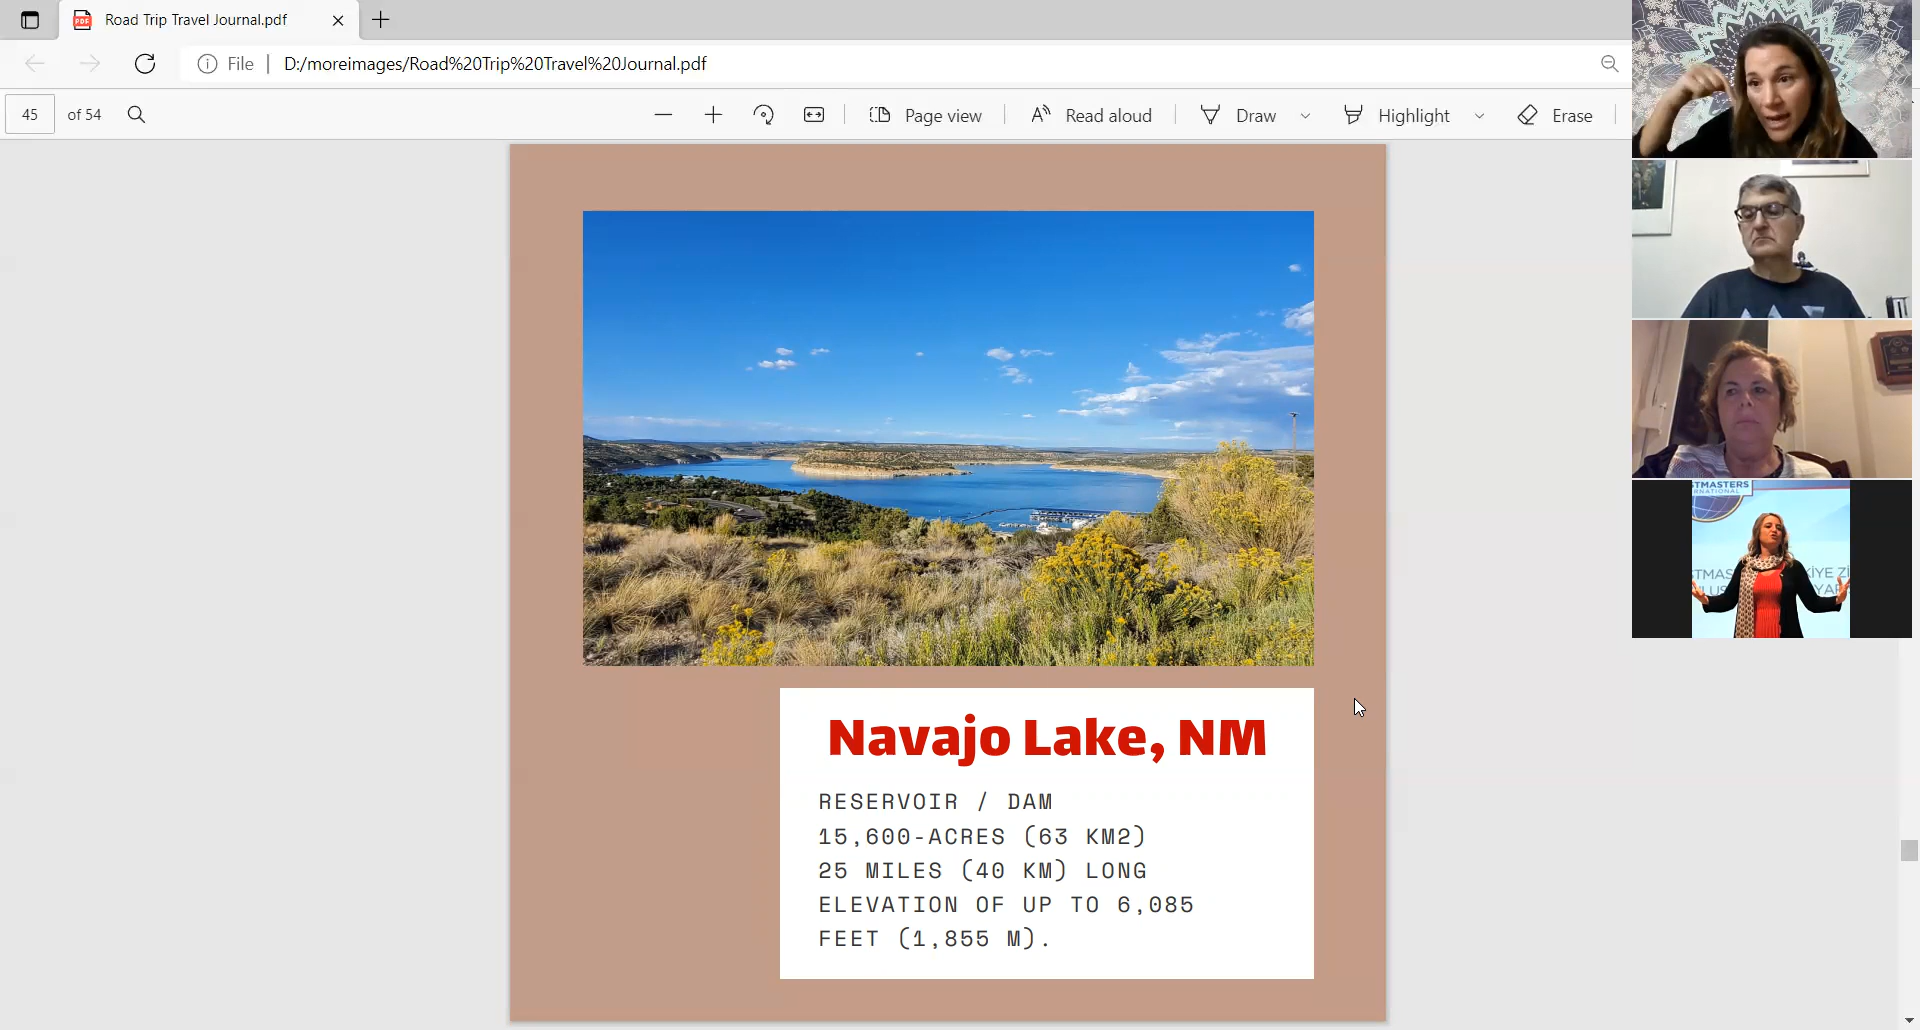 Road Trip Travel Journal.pdf
File | D:/moreimages/Road%20Trip%20Travel%20Journal.pdf
45 of 54
Page view
Read aloud
Draw
Highlight
Erase
Navajo Lake, NM
RESERVOIR / DAM
15,600-ACRES (63 KM2)
25 MILES (40 KM) LONG
ELEVATION OF UP TO 6,085
FEET (1,855 M).
STMASTERS
RNATIONAL